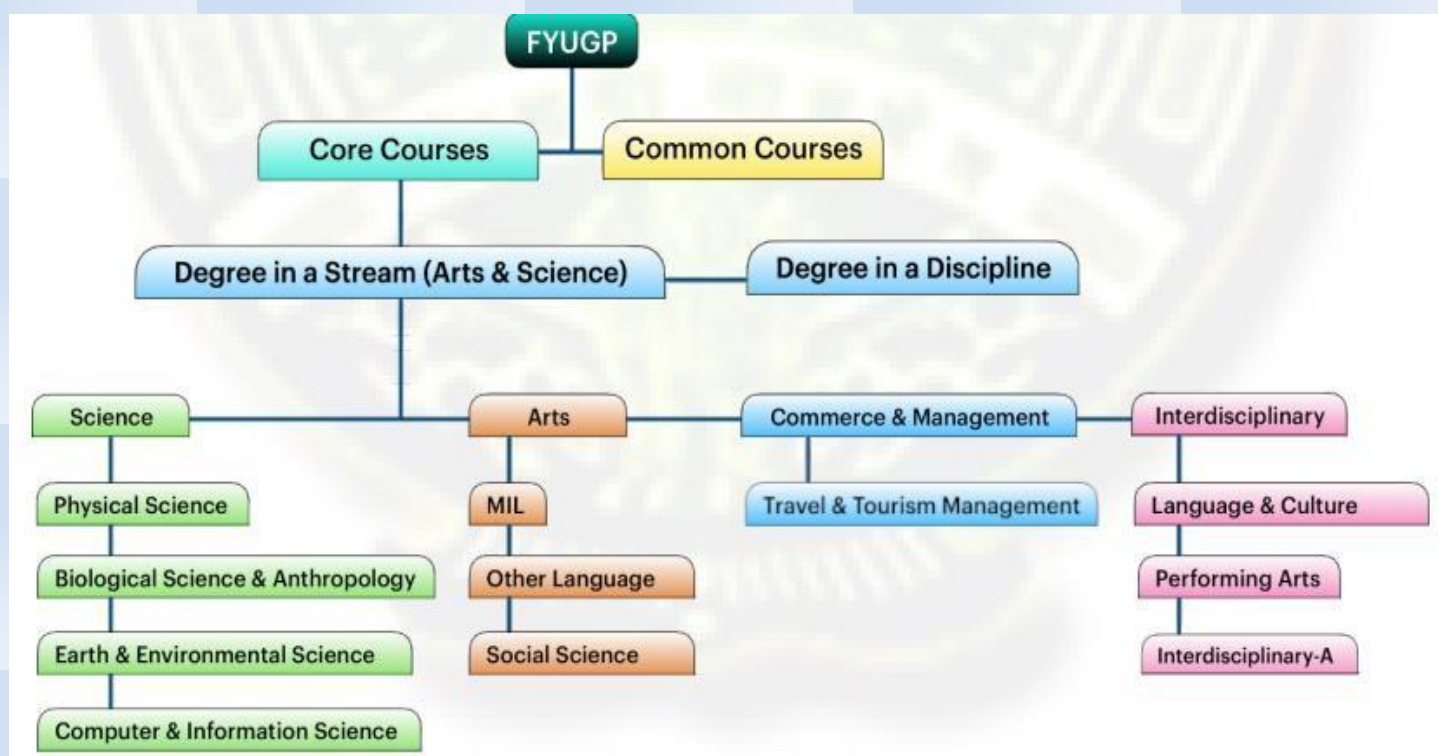 FYUGP
Core Courses
Common Courses
Degree in a Stream (Arts & Science)
Degree in a Discipline
Science
Arts
Commerce & Management
Interdisciplinary
Physical Science
MIL
Travel & Tourism Management
Language & Culture
Biological Science & Anthropology
Other Language
Performing Arts
Earth & Environmental Science
Social Science
Interdisciplinary-A
Computer & Information Science